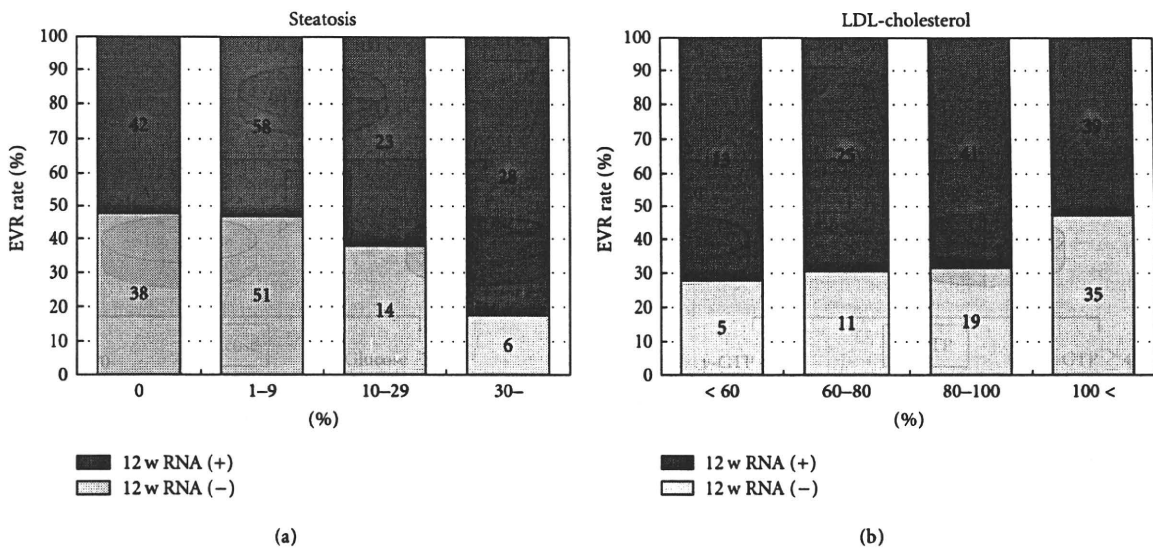 Steatosis
EVR rate (%)
100
90
80
70
60
50
40
30
20
10
0
42 58 23 28
38 51 14 6
0 1–9 10–29 30–
(%)
12 w RNA (+)
12 w RNA (−)
(a)
LDL-cholesterol
EVR rate (%)
100
90
80
70
60
50
40
30
20
10
0
13 25 41 39
5 11 19 35
< 60 60–80 80–100 100 <
(%)
12 w RNA (+)
12 w RNA (−)
(b)